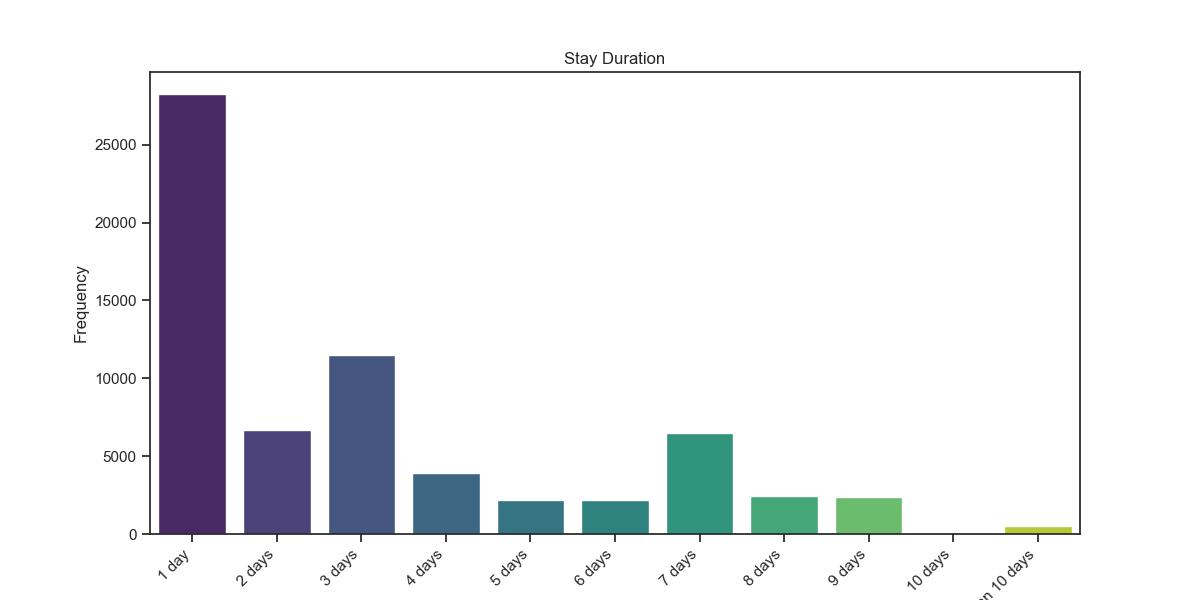 Stay Duration
Frequency
25000
20000
15000
10000
5000
0
1 day
2 days
3 days
4 days
5 days
6 days
7 days
8 days
9 days
10 days
10 days